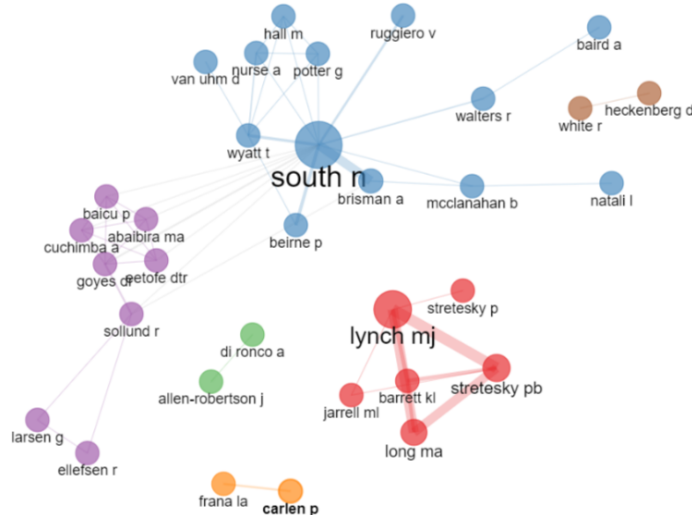 hall m
ruggiero v
baird a
van uhm d
nurse a
potter g
walters r
heckenberg d
white r
wyatt t
south n
brisman a
mcclanahan b
natali l
baicu p
abalbira ma
cuchimba a
beirne p
goyes dr
petofe dtr
sollund r
stretesky p
lynch mj
di ronco a
allen-robertson j
stretesky pb
barrett kl
jarrell ml
long ma
larsen g
ellefsen r
frana la
carlen p